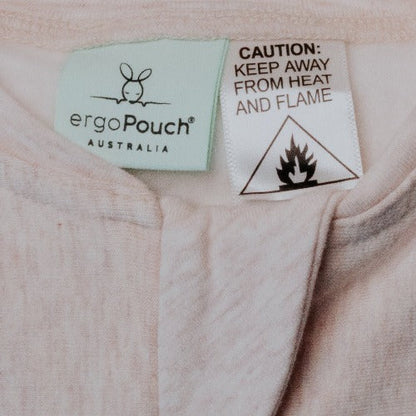 ergoPouch®
AUSTRALIA
CAUTION:
KEEP AWAY
FROM HEAT
AND FLAME